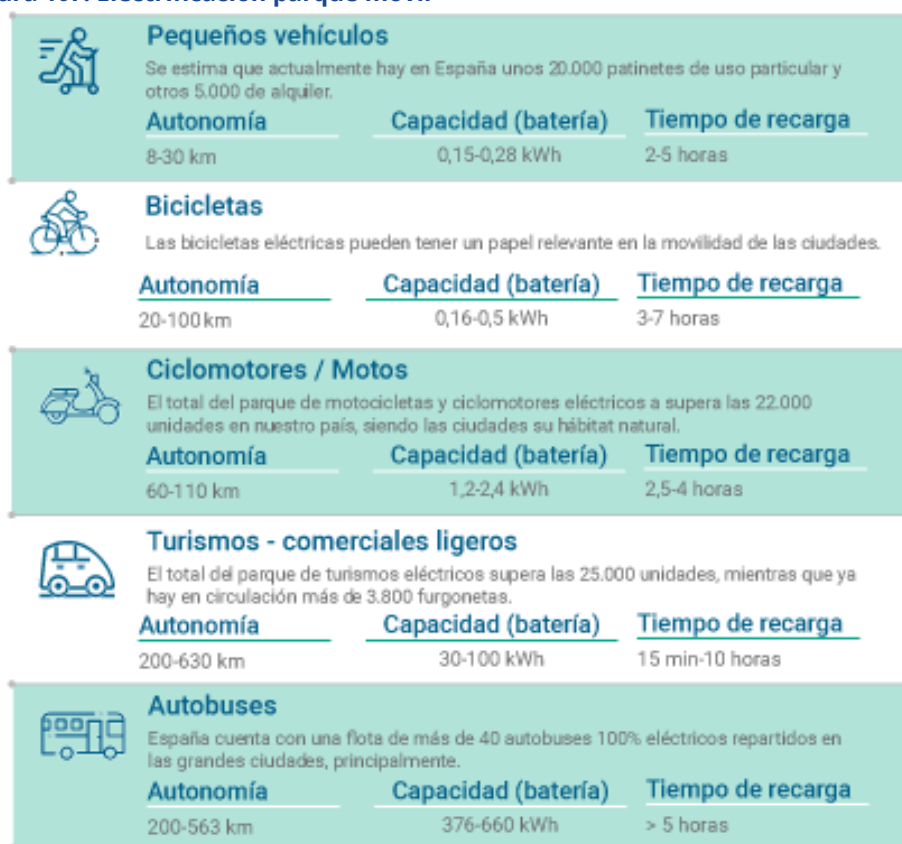 Electrificación parque móvil
Pequeños vehículos
Se estima que actualmente hay en España unos 20.000 patinetes de uso particular y
otros 5.000 de alquiler.
Autonomía Capacidad (batería) Tiempo de recarga
8-30 km 0,15-0,28 kWh 2-5 horas
Bicicletas
Las bicicletas eléctricas pueden tener un papel relevante en la movilidad de las ciudades.
Autonomía Capacidad (batería) Tiempo de recarga
20-100 km 0,16-0,5 kWh 3-7 horas
Ciclomotores / Motos
El total del parque de motocicletas y ciclomotores eléctricos a supera las 22.000
unidades en nuestro país, siendo las ciudades su hábitat natural.
Autonomía Capacidad (batería) Tiempo de recarga
60-110 km 1,2-2,4 kWh 2,5-4 horas
Turismos - comerciales ligeros
El total del parque de turismos eléctricos supera las 25.000 unidades, mientras que ya
hay en circulación más de 3.800 furgonetas.
Autonomía Capacidad (batería) Tiempo de recarga
200-630 km 30-100 kWh 15 min-10 horas
Autobuses
España cuenta con una flota de más de 40 autobuses 100% eléctricos repartidos en
las grandes ciudades, principalmente.
Autonomía Capacidad (batería) Tiempo de recarga
200-563 km 376-660 kWh > 5 horas